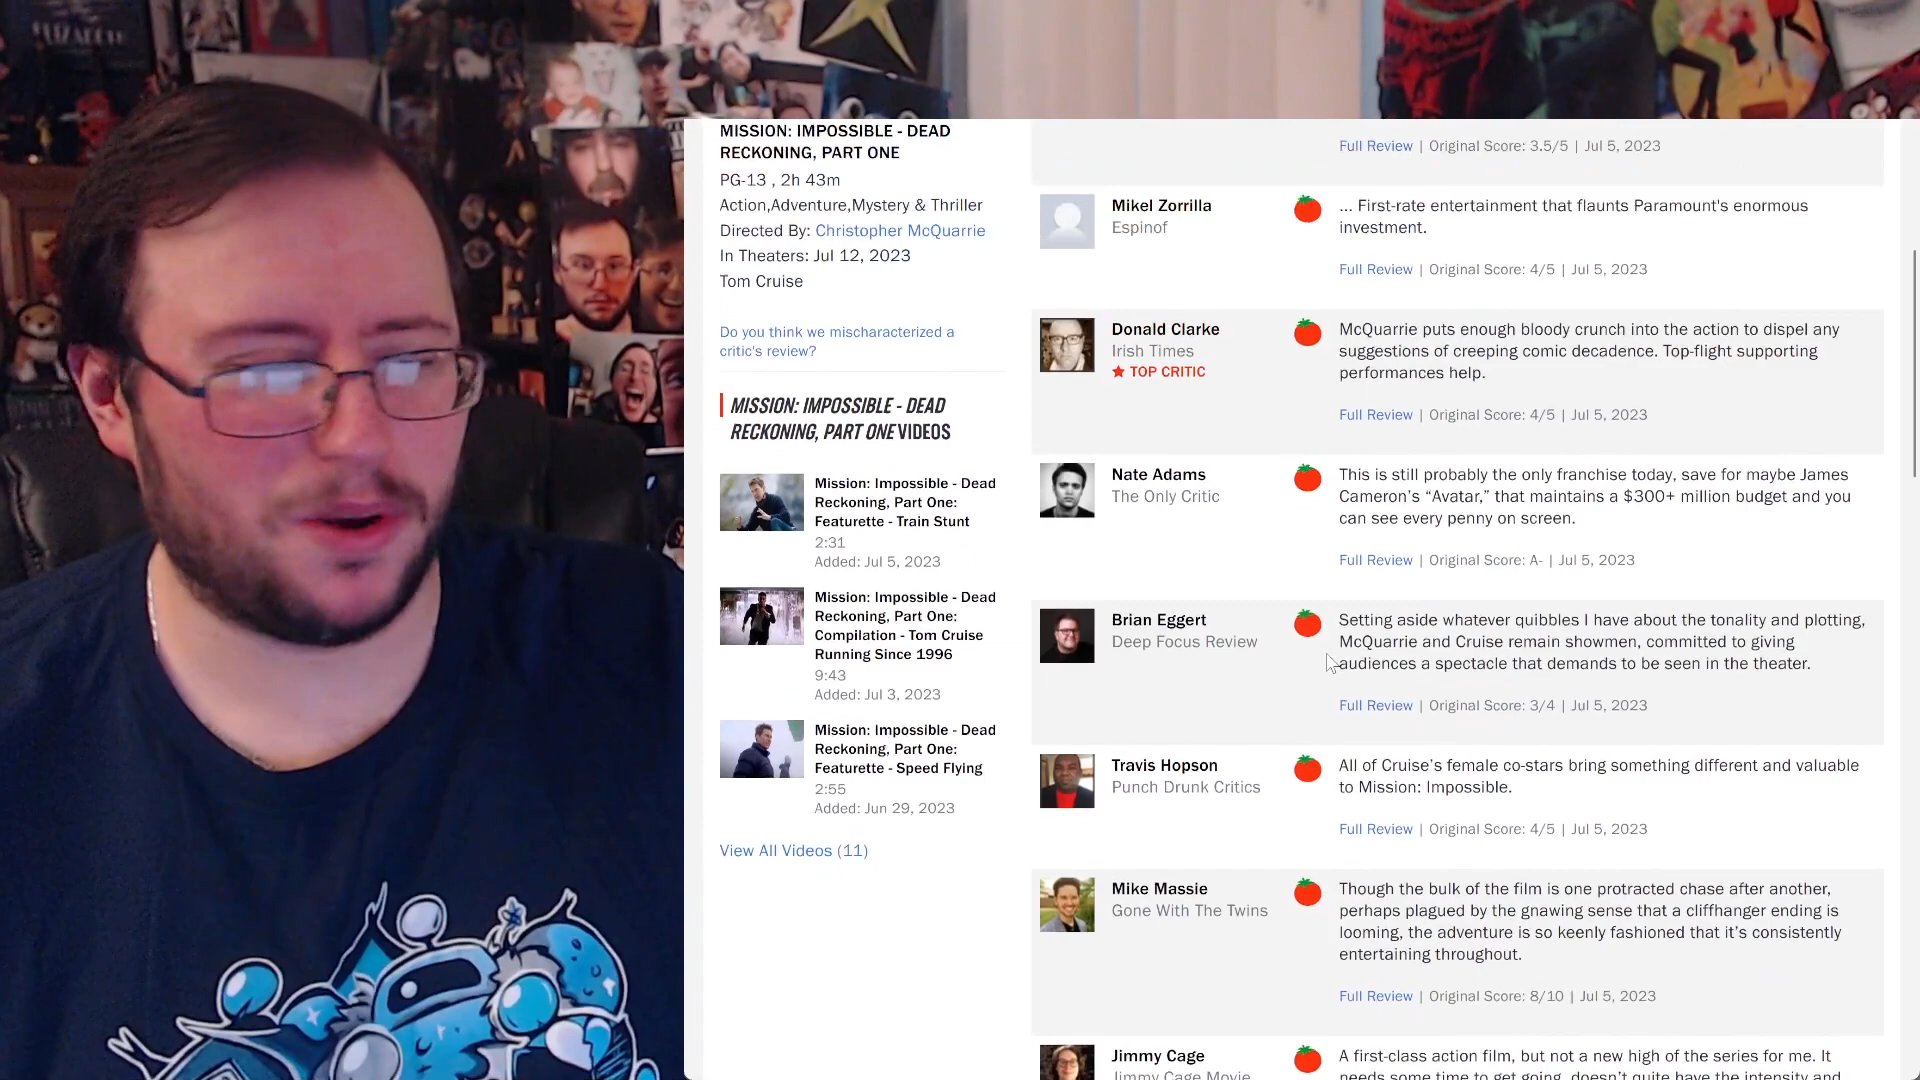 MISSION: IMPOSSIBLE - DEAD
RECKONING, PART ONE
PG-13 , 2h 43m
Action,Adventure,Mystery & Thriller
Directed By: Christopher McQuarrie
In Theaters: Jul 12, 2023
Tom Cruise
Do you think we mischaracterized a
critic's review?
MISSION: IMPOSSIBLE - DEAD
RECKONING, PART ONE VIDEOS
Mission: Impossible - Dead
Reckoning, Part One:
Featurette - Train Stunt
2:31
Added: Jul 5, 2023
Mission: Impossible - Dead
Reckoning, Part One:
Compilation - Tom Cruise
Running Since 1996
9:43
Added: Jul 3, 2023
Mission: Impossible - Dead
Reckoning, Part One:
Featurette - Speed Flying
2:55
Added: Jun 29, 2023
View All Videos (11)
Full Review | Original Score: 3.5/5 | Jul 5, 2023
Mikel Zorrilla
Espinof
... First-rate entertainment that flaunts Paramount's enormous
investment.
Full Review | Original Score: 4/5 | Jul 5, 2023
Donald Clarke
Irish Times
TOP CRITIC
McQuarrie puts enough bloody crunch into the action to dispel any
suggestions of creeping comic decadence. Top-flight supporting
performances help.
Full Review | Original Score: 4/5 | Jul 5, 2023
Nate Adams
The Only Critic
This is still probably the only franchise today, save for maybe James
Cameron’s “Avatar,” that maintains a $300+ million budget and you
can see every penny on screen.
Full Review | Original Score: A- | Jul 5, 2023
Brian Eggert
Deep Focus Review
Setting aside whatever quibbles I have about the tonality and plotting,
McQuarrie and Cruise remain showmen, committed to giving
audiences a spectacle that demands to be seen in the theater.
Full Review | Original Score: 3/4 | Jul 5, 2023
Travis Hopson
Punch Drunk Critics
All of Cruise’s female co-stars bring something different and valuable
to Mission: Impossible.
Full Review | Original Score: 4/5 | Jul 5, 2023
Mike Massie
Gone With The Twins
Though the bulk of the film is one protracted chase after another,
perhaps plagued by the gnawing sense that a cliffhanger ending is
looming, the adventure is so keenly fashioned that it’s consistently
entertaining throughout.
Full Review | Original Score: 8/10 | Jul 5, 2023
Jimmy Cage
Jimmy Cage Movie
A first-class action film, but not a new high of the series for me. It
needs some time to get going, doesn’t quite have the intensity and